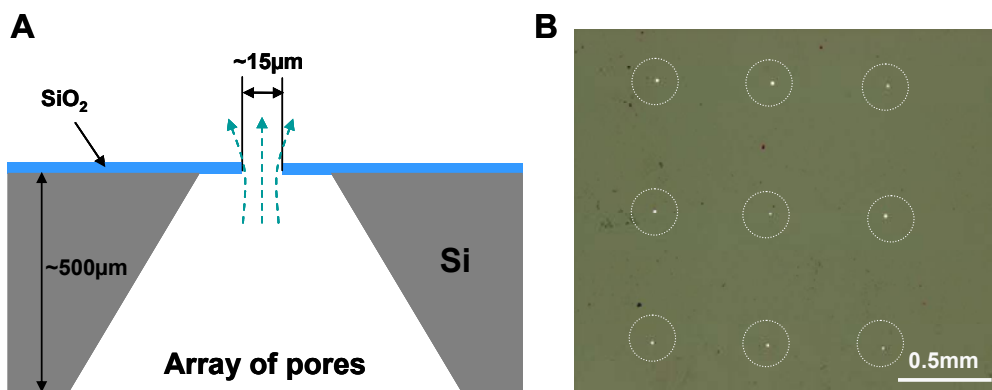 A
~15µm
SiO₂
~500µm
Si
Array of pores
B
0.5mm